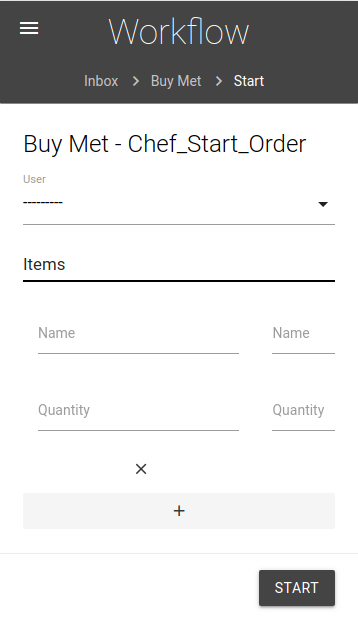 Workflow
Inbox > Buy Met > Start
Buy Met - Chef_Start_Order
User
---------
Items
Name Name
Quantity Quantity
×
+
START